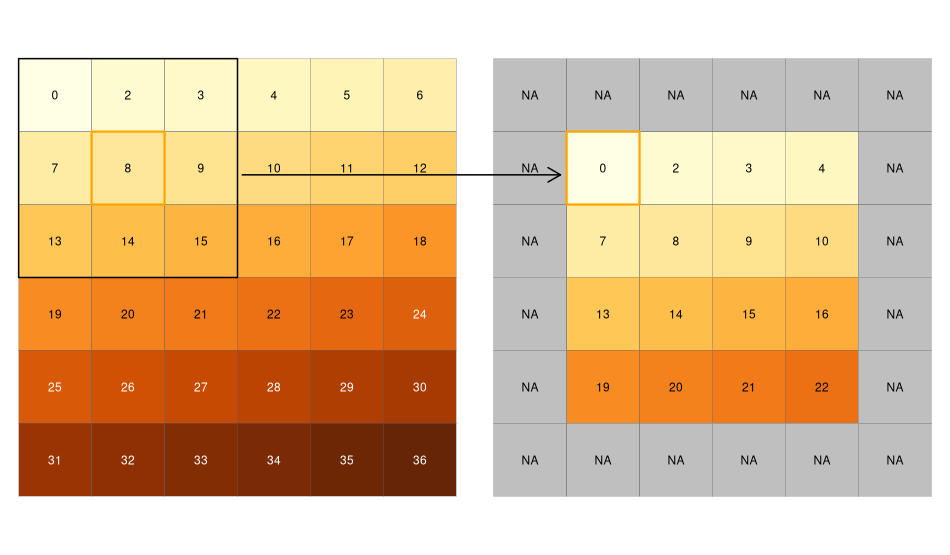 0 2 3 4 5 6 NA NA NA NA NA NA
7 8 9 10 11 12 NA 0 2 3 4 NA
13 14 15 16 17 18 NA 7 8 9 10 NA
19 20 21 22 23 24 NA 13 14 15 16 NA
25 26 27 28 29 30 NA 19 20 21 22 NA
31 32 33 34 35 36 NA NA NA NA NA NA